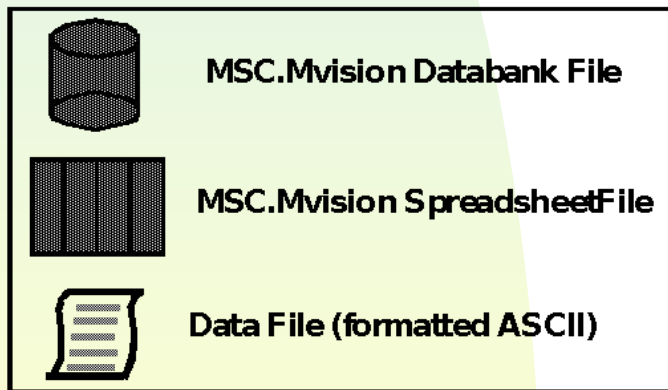 MSC.Mvision Databank File
MSC.Mvision SpreadsheetFile
Data File (formatted ASCII)